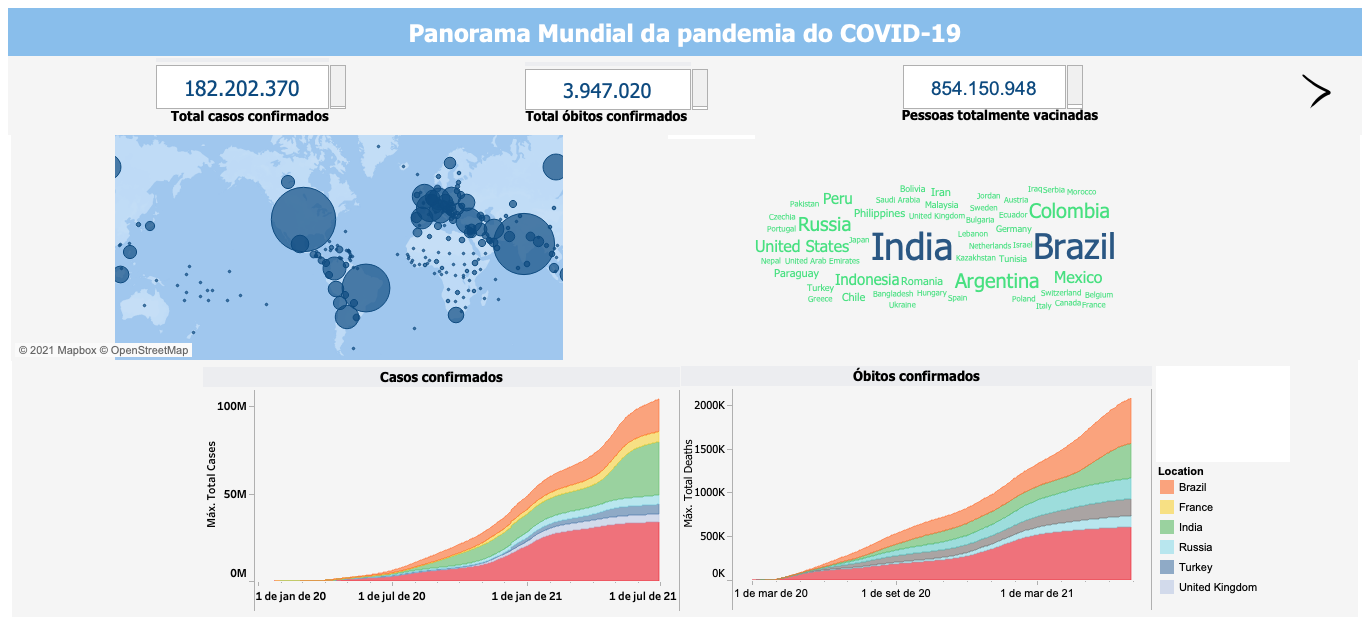 Panorama Mundial da pandemia do COVID-19
182.202.370
Total casos confirmados
3.947.020
Total óbitos confirmados
854.150.948
Pessoas totalmente vacinadas
© 2021 Mapbox © OpenStreetMap
Bolivia Iran Jordan Iraq Serbia Morocco
Pakistan Peru Saudi Arabia Malaysia Sweden Austria
Czechia Philippines United Kingdom Bulgaria Ecuador Colombia
Portugal Russia Japan India Lebanon Germany Brazil
United States Netherlands Israel
Nepal United Arab Emirates Kazakhstan Tunisia
Paraguay Indonesia Romania Argentina Mexico
Turkey Chile Bangladesh Hungary Spain Poland Switzerland Belgium
Greece Ukraine Italy Canada France
Casos confirmados
Máx. Total Cases
100M
50M
0M
1 de jan de 20 1 de jul de 20 1 de jan de 21 1 de jul de 21
Óbitos confirmados
Máx. Total Deaths
2000K
1500K
1000K
500K
0K
1 de mar de 20 1 de set de 20 1 de mar de 21
Location
Brazil
France
India
Russia
Turkey
United Kingdom